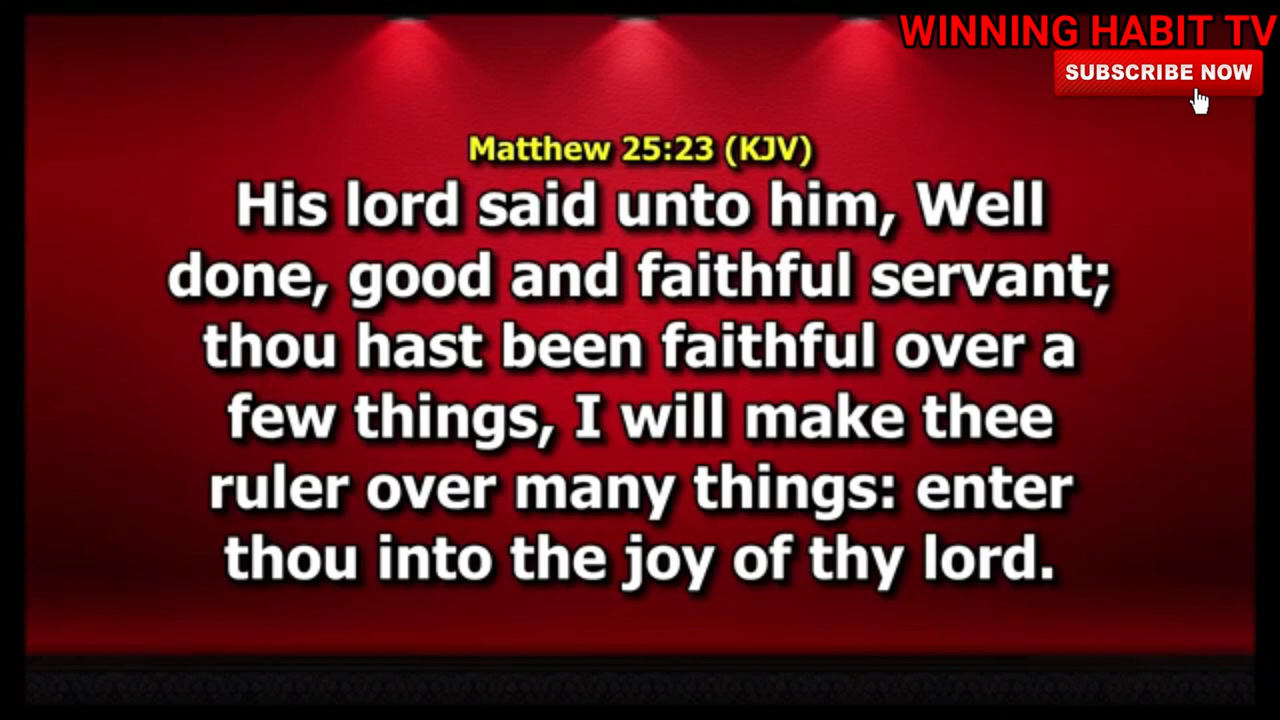 WINNING HABIT TV
SUBSCRIBE NOW
Matthew 25:23 (KJV)
His lord said unto him, Well
done, good and faithful servant;
thou hast been faithful over a
few things, I will make thee
ruler over many things: enter
thou into the joy of thy lord.